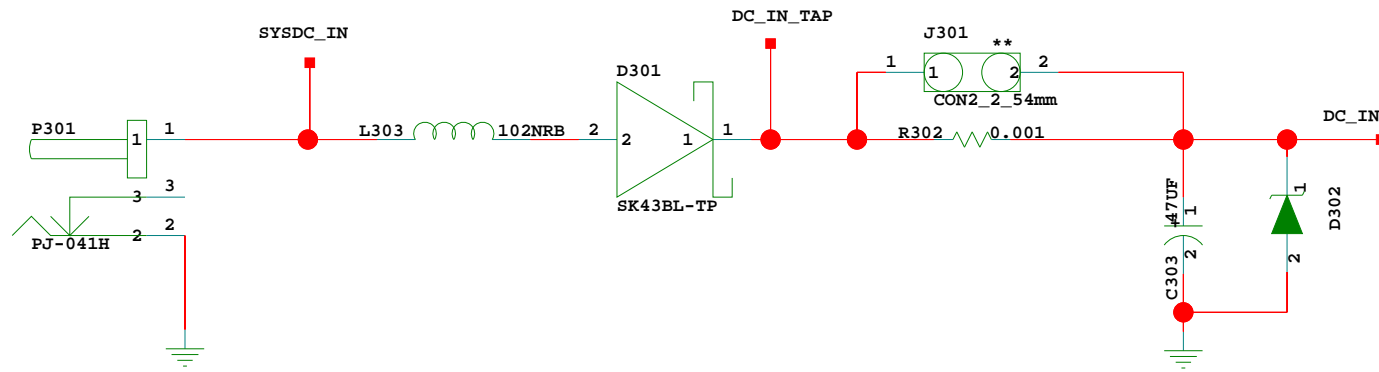 SYSDC_IN
DC_IN_TAP
J301
**
1
1
2
2
CON2_2_54mm
D301
P301
1
1
L303
102NRB
2
2
1
1
SK43BL-TP
R302
0.001
DC_IN
3
3
2
2
PJ-041H
47UF
+
1
2
C303
1
2
D302